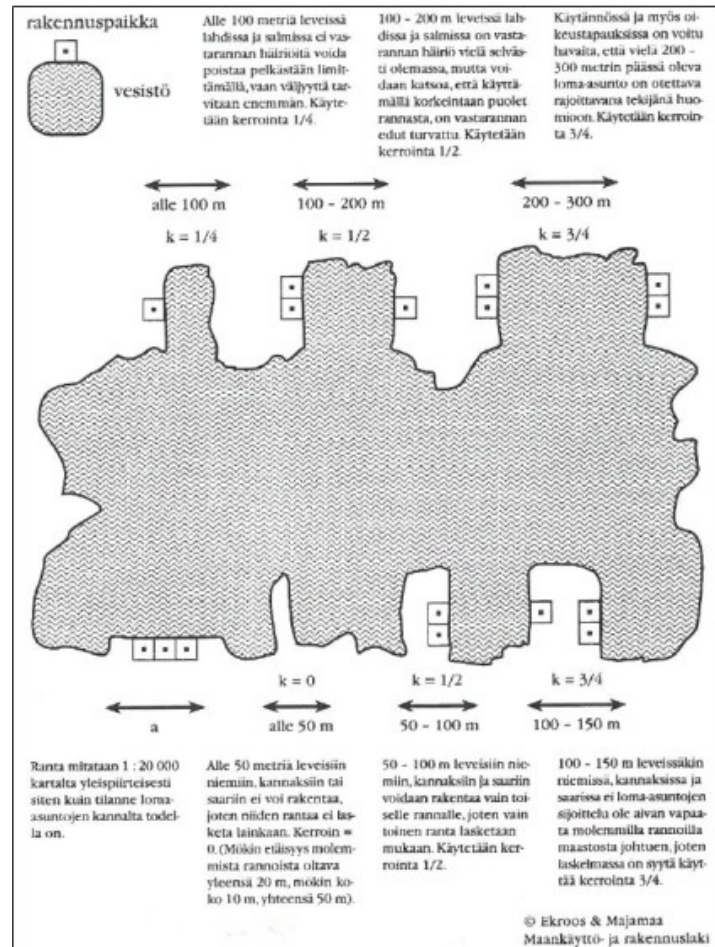 rakennuspaikka
vesistö
Alle 100 metriä leveissä
lahdissa ja salmissa ei vas-
tarannan häiriöitä voida
poistaa pelkästään limit-
tämällä, vaan väljyyttä tar-
vitaan enemmän. Käyte-
tään kerrointa 1/4.
100 - 200 m leveissä lah-
dissa ja salmissa on vasta-
rannan häiriö vielä selväs-
ti olemassa, mutta voi-
daan katsoa, että käyttä-
mällä korkeintaan puolet
rannasta, on vastarannan
edut turvattu. Käytetään
kerrointa 1/2.
Käytännössä ja myös oi-
keustapauksissa on voitu
havaita, että vielä 200 -
300 metrin päässä oleva
loma-asunto on otettava
rajoittavana tekijänä huo-
mioon. Käytetään kerroin-
ta 3/4.
alle 100 m
100 - 200 m
200 - 300 m
k = 1/4
k = 1/2
k = 3/4
k = 0
k = 1/2
k = 3/4
a
alle 50 m
50 - 100 m
100 - 150 m
Ranta mitataan 1 : 20 000
kartalta yleispiirteisesti
siten kuin tilanne loma-
asuntojen kannalta todel-
la on.
Alle 50 metriä leveisiin
niemiin, kannaksiin tai
saariin ei voi rakentaa,
joten niiden rantaa ei las-
keta lainkaan. Kerroin =
0. (Mökin etäisyys molem-
mista rannoista oltava
yleensä 20 m, mökin ko-
ko 10 m, yhteensä 50 m).
50 - 100 m leveisiin nie-
miin, kannaksiin ja saariin
voidaan rakentaa vain toi-
selle rannalle, joten vain
toinen ranta lasketaan
mukaan. Käytetään ker-
rointa 1/2.
100 - 150 m leveissäkin
niemissä, kannaksissa ja
saarissa ei loma-asuntojen
sijoittelu ole aivan vapaa-
ta molemmilla rannoilla
maastosta johtuen, joten
laskelmassa on syytä käyt-
tää kerrointa 3/4.
© Ekroos & Majamaa
Maankäyttö- ja rakennuslaki